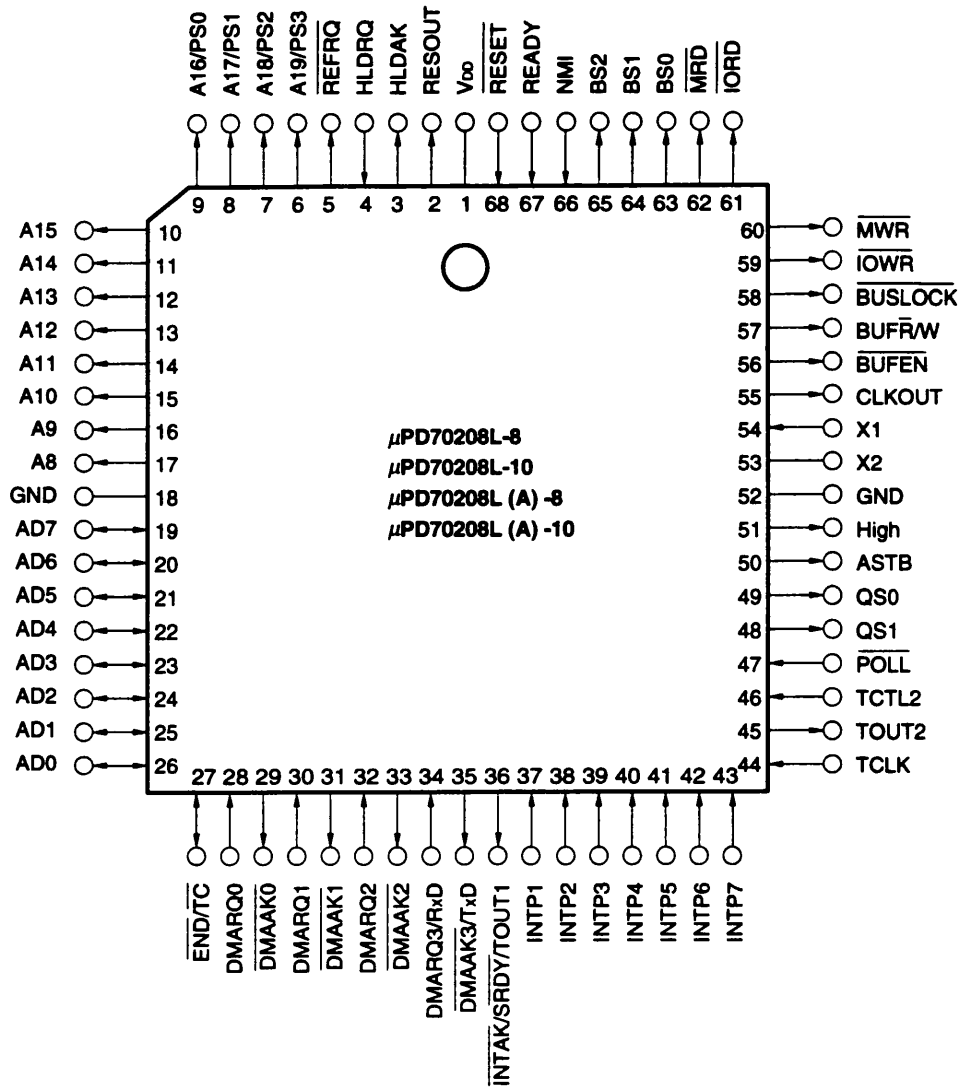 A16/PS0
A17/PS1
A18/PS2
A19/PS3
REFRQ
HLDRQ
HLDAK
RESOUT
VDD
RESET
READY
NMI
BS2
BS1
BS0
MRD
IORD
9 8 7 6 5 4 3 2 1 68 67 66 65 64 63 62 61
A15 10
A14 11
A13 12
A12 13
A11 14
A10 15
A9 16
A8 17
GND 18
AD7 19
AD6 20
AD5 21
AD4 22
AD3 23
AD2 24
AD1 25
AD0 26
μPD70208L-8
μPD70208L-10
μPD70208L (A) -8
μPD70208L (A) -10
60 MWR
59 IOWR
58 BUSLOCK
57 BUFR/W
56 BUFEN
55 CLKOUT
54 X1
53 X2
52 GND
51 High
50 ASTB
49 QS0
48 QS1
47 POLL
46 TCTL2
45 TOUT2
44 TCLK
27 28 29 30 31 32 33 34 35 36 37 38 39 40 41 42 43
END/TC
DMARQ0
DMAAK0
DMARQ1
DMAAK1
DMARQ2
DMAAK2
DMARQ3/RxD
DMAAK3/TxD
INTAK/SRDY/TOUT1
INTP1
INTP2
INTP3
INTP4
INTP5
INTP6
INTP7